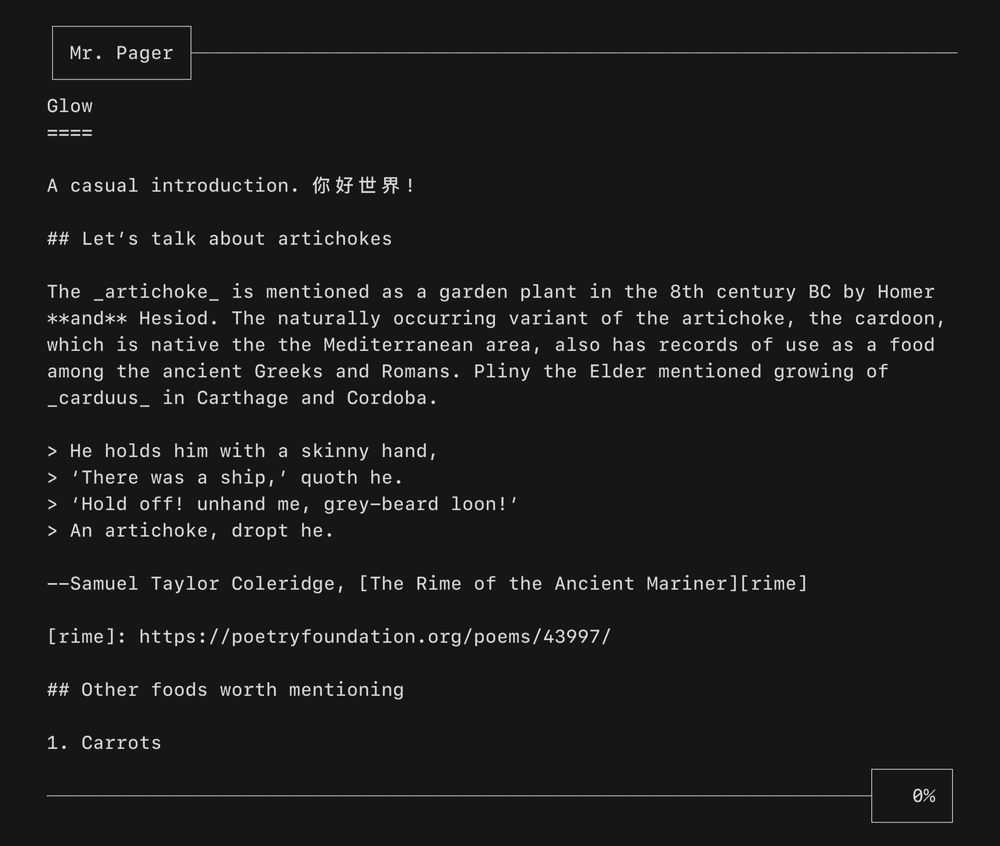 Mr. Pager
Glow
====
A casual introduction. 你好世界!
## Let’s talk about artichokes
The _artichoke_ is mentioned as a garden plant in the 8th century BC by Homer
**and** Hesiod. The naturally occurring variant of the artichoke, the cardoon,
which is native the the Mediterranean area, also has records of use as a food
among the ancient Greeks and Romans. Pliny the Elder mentioned growing of
_carduus_ in Carthage and Cordoba.
> He holds him with a skinny hand,
> ‘There was a ship,’ quoth he.
> ‘Hold off! unhand me, grey-beard loon!’
> An artichoke, dropt he.
--Samuel Taylor Coleridge, [The Rime of the Ancient Mariner][rime]
[rime]: https://poetryfoundation.org/poems/43997/
## Other foods worth mentioning
1. Carrots
0%